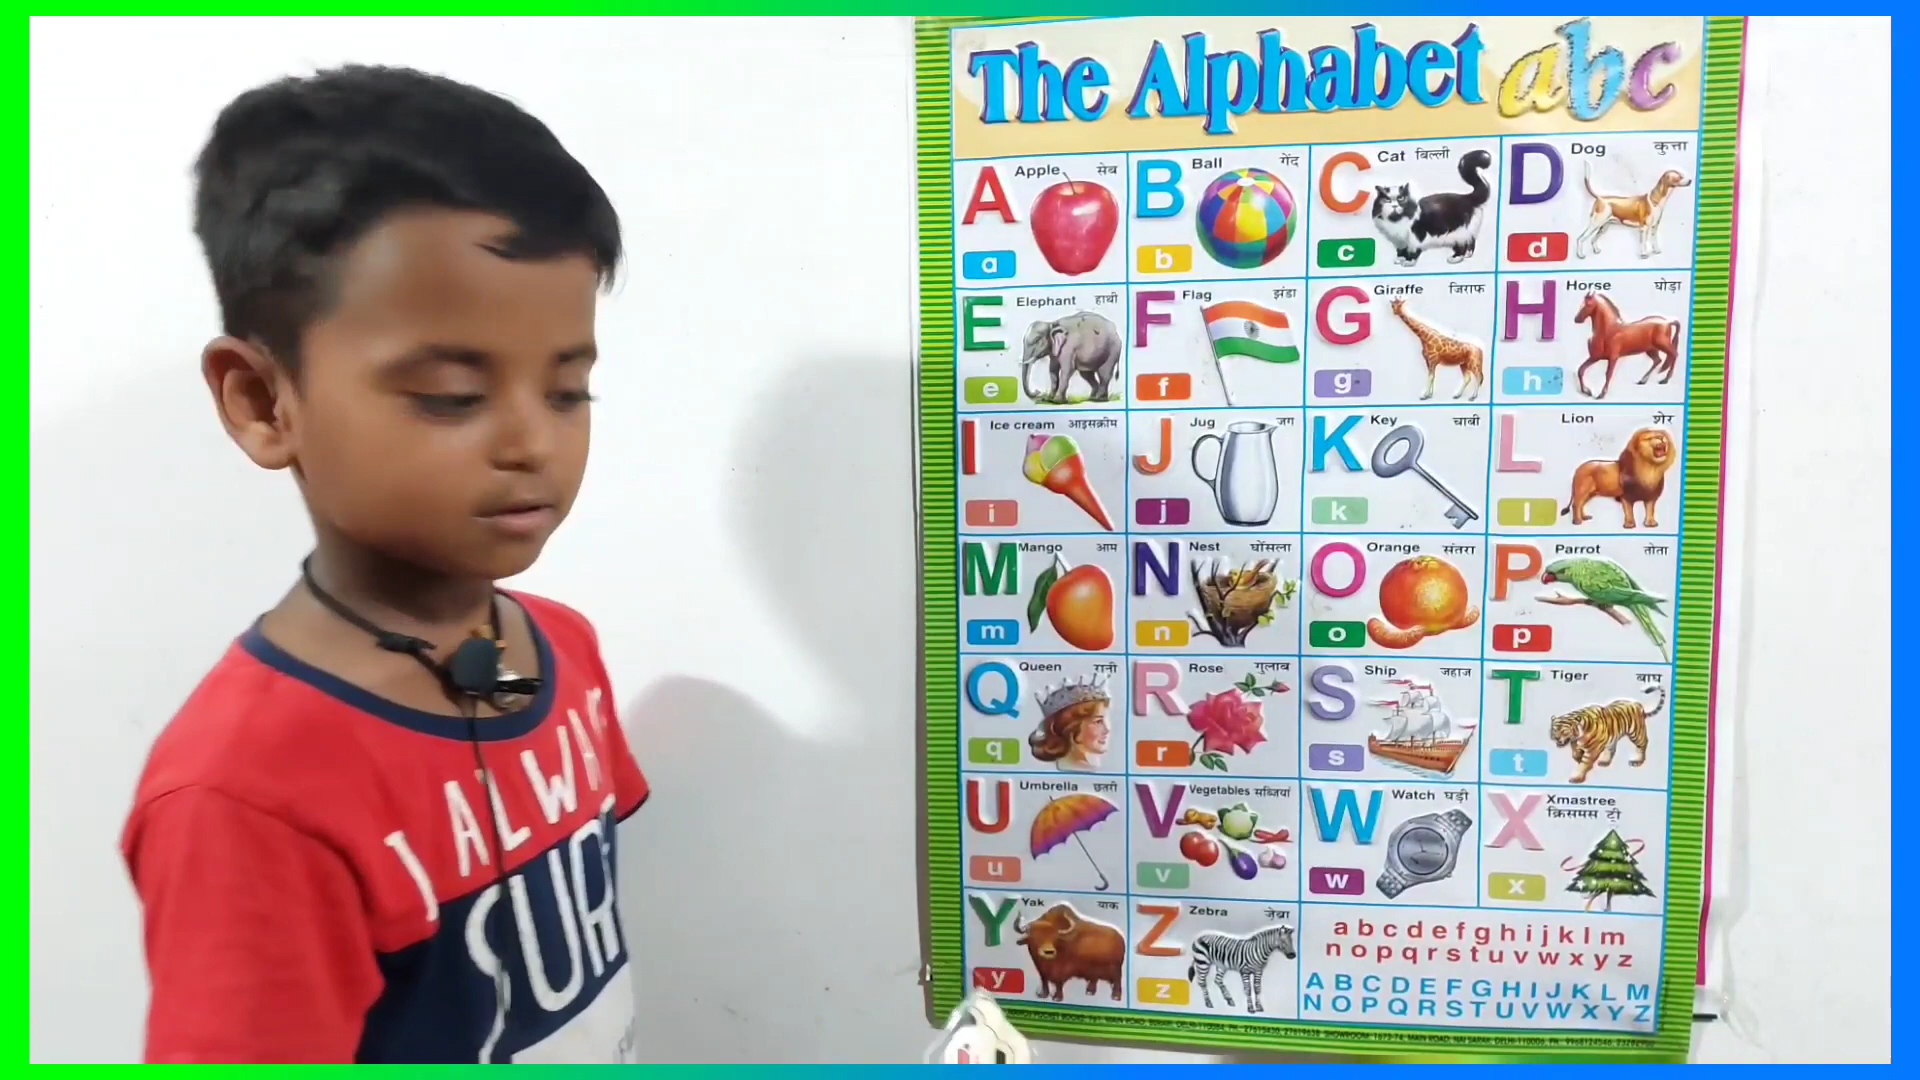 The Alphabet abc
A Apple सेब a
B Ball गेंद b
C Cat बिल्ली c
D Dog कुत्ता d
E Elephant हाथी e
F Flag झंडा f
G Giraffe जिराफ g
H Horse घोड़ा h
I Ice cream आइसक्रीम i
J Jug जग j
K Key चाबी k
L Lion शेर l
M Mango आम m
N Nest घोंसला n
O Orange संतरा o
P Parrot तोता p
Q Queen रानी q
R Rose गुलाब r
S Ship जहाज s
T Tiger बाघ t
U Umbrella छतरी u
V Vegetables सब्जियां v
W Watch घड़ी w
X Xmastree क्रिसमस ट्री x
Y Yak याक y
Z Zebra ज़ेब्रा z
a b c d e f g h i j k l m
n o p q r s t u v w x y z
A B C D E F G H I J K L M
N O P Q R S T U V W X Y Z
I ALWA
SURF